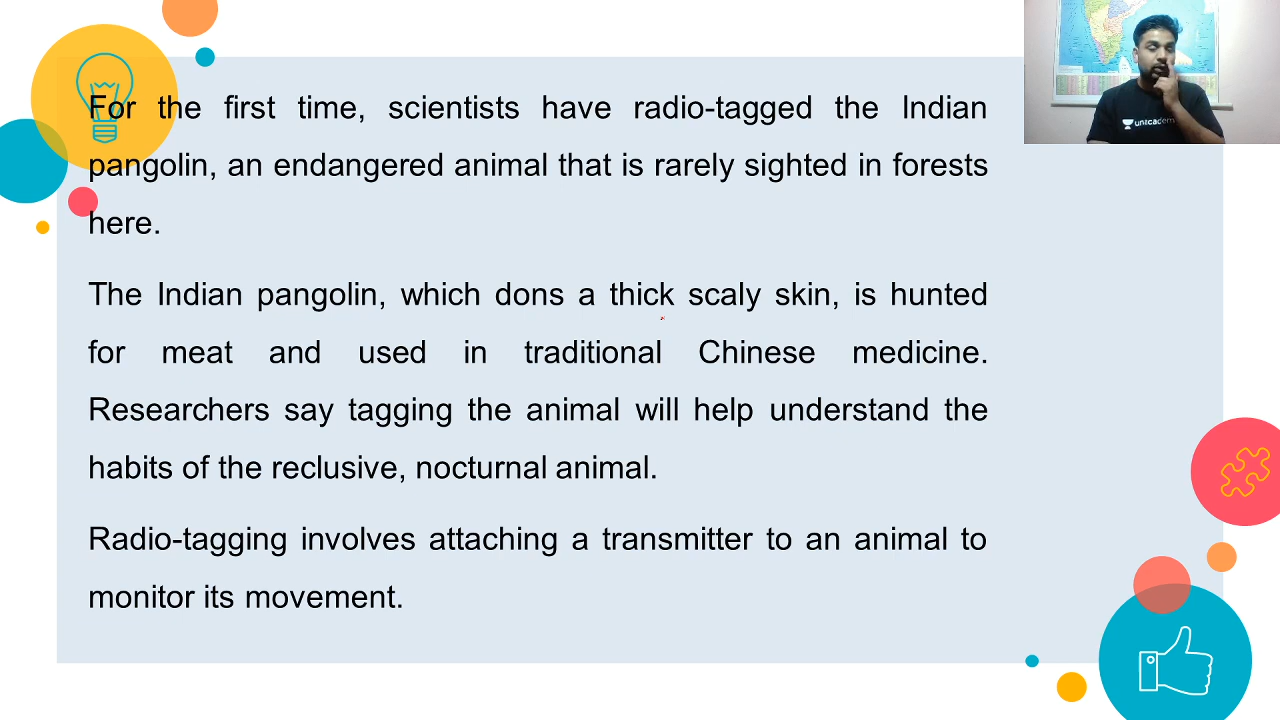 For the first time, scientists have radio-tagged the Indian
pangolin, an endangered animal that is rarely sighted in forests
here.
The Indian pangolin, which dons a thick scaly skin, is hunted
for meat and used in traditional Chinese medicine.
Researchers say tagging the animal will help understand the
habits of the reclusive, nocturnal animal.
Radio-tagging involves attaching a transmitter to an animal to
monitor its movement.